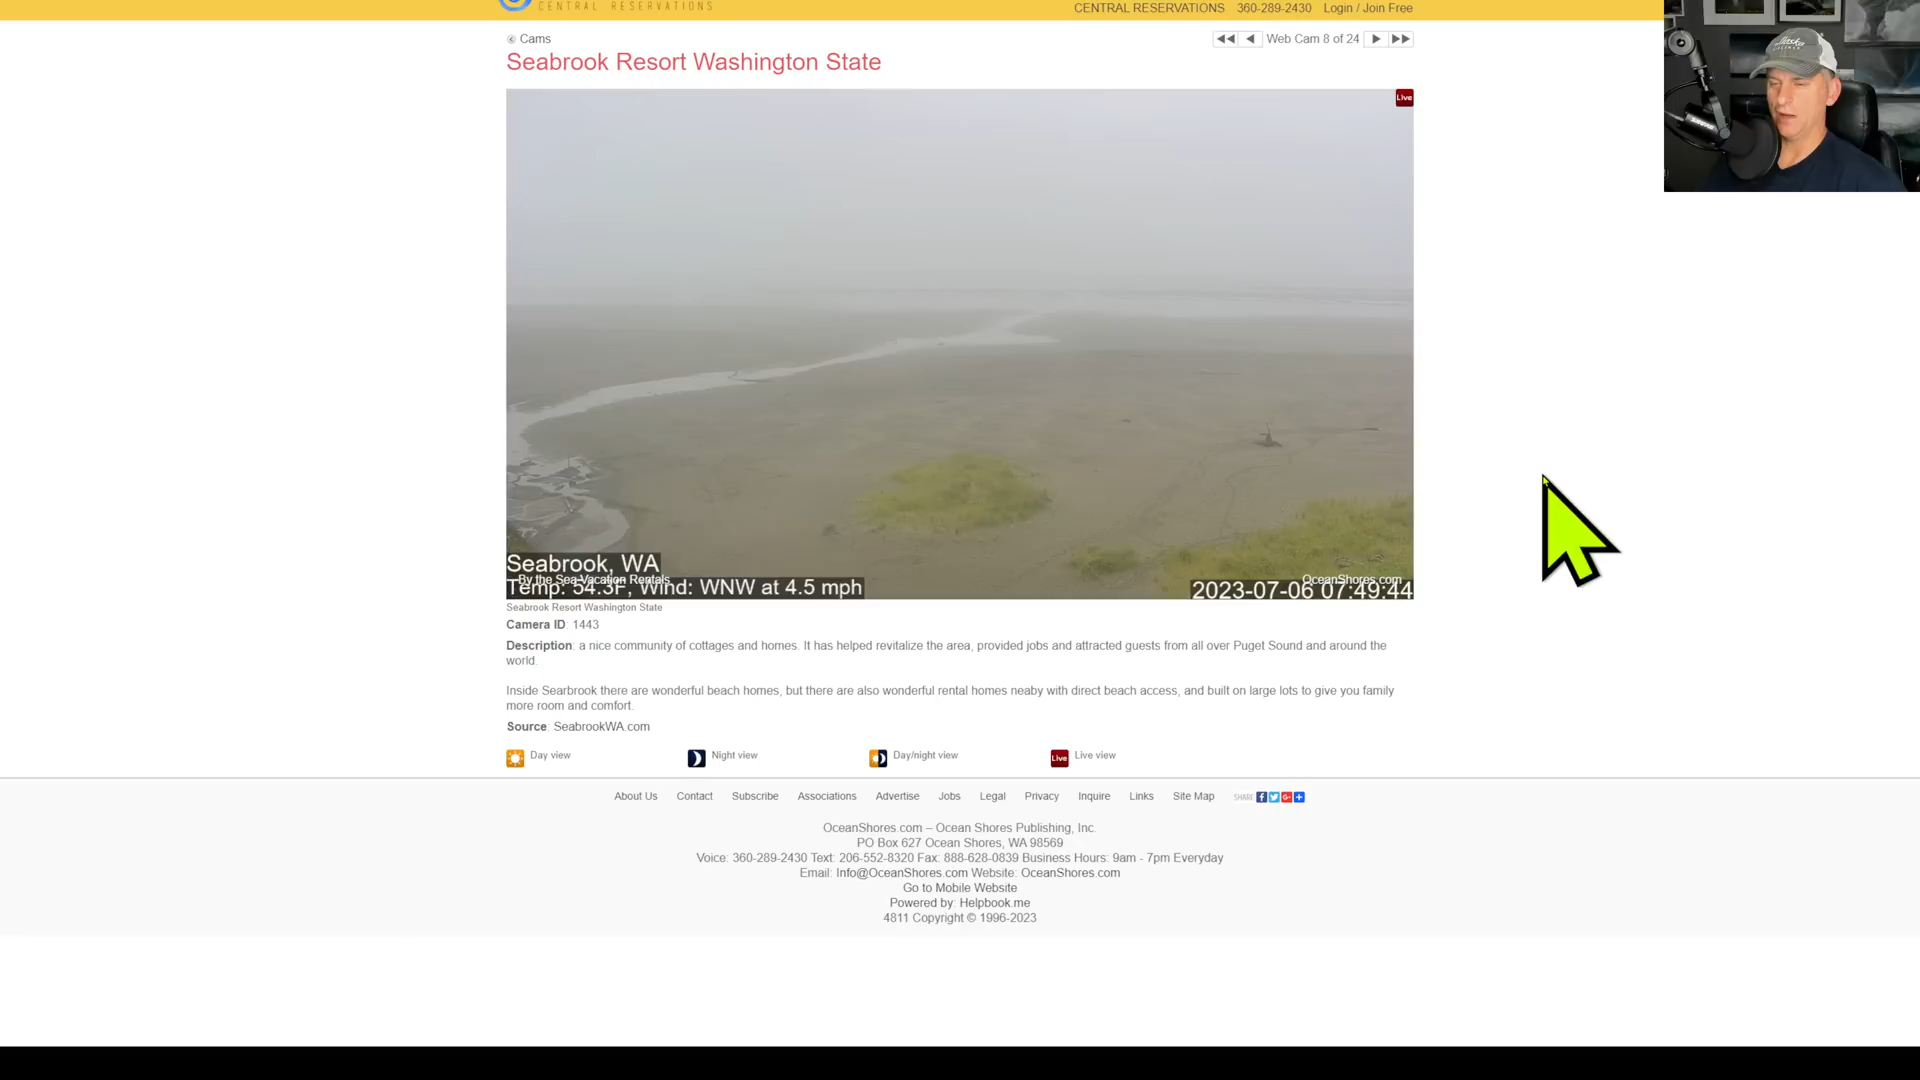 CENTRAL RESERVATIONS
CENTRAL RESERVATIONS 360-289-2430 Login / Join Free
Cams
Web Cam 8 of 24
Seabrook Resort Washington State
Live
Seabrook, WA
By the Sea Vacation Rentals
OceanShores.com
Temp: 54.3F, Wind: WNW at 4.5 mph
2023-07-06 07:49:44
Seabrook Resort Washington State
Camera ID: 1443
Description: a nice community of cottages and homes. It has helped revitalize the area, provided jobs and attracted guests from all over Puget Sound and around the
world.
Inside Searbrook there are wonderful beach homes, but there are also wonderful rental homes neaby with direct beach access, and built on large lots to give you family
more room and comfort.
Source: SeabrookWA.com
Day view Night view Day/night view Live Live view
About Us Contact Subscribe Associations Advertise Jobs Legal Privacy Inquire Links Site Map SHARE
OceanShores.com – Ocean Shores Publishing, Inc.
PO Box 627 Ocean Shores, WA 98569
Voice: 360-289-2430 Text: 206-552-8320 Fax: 888-628-0839 Business Hours: 9am - 7pm Everyday
Email: Info@OceanShores.com Website: OceanShores.com
Go to Mobile Website
Powered by: Helpbook.me
4811 Copyright © 1996-2023